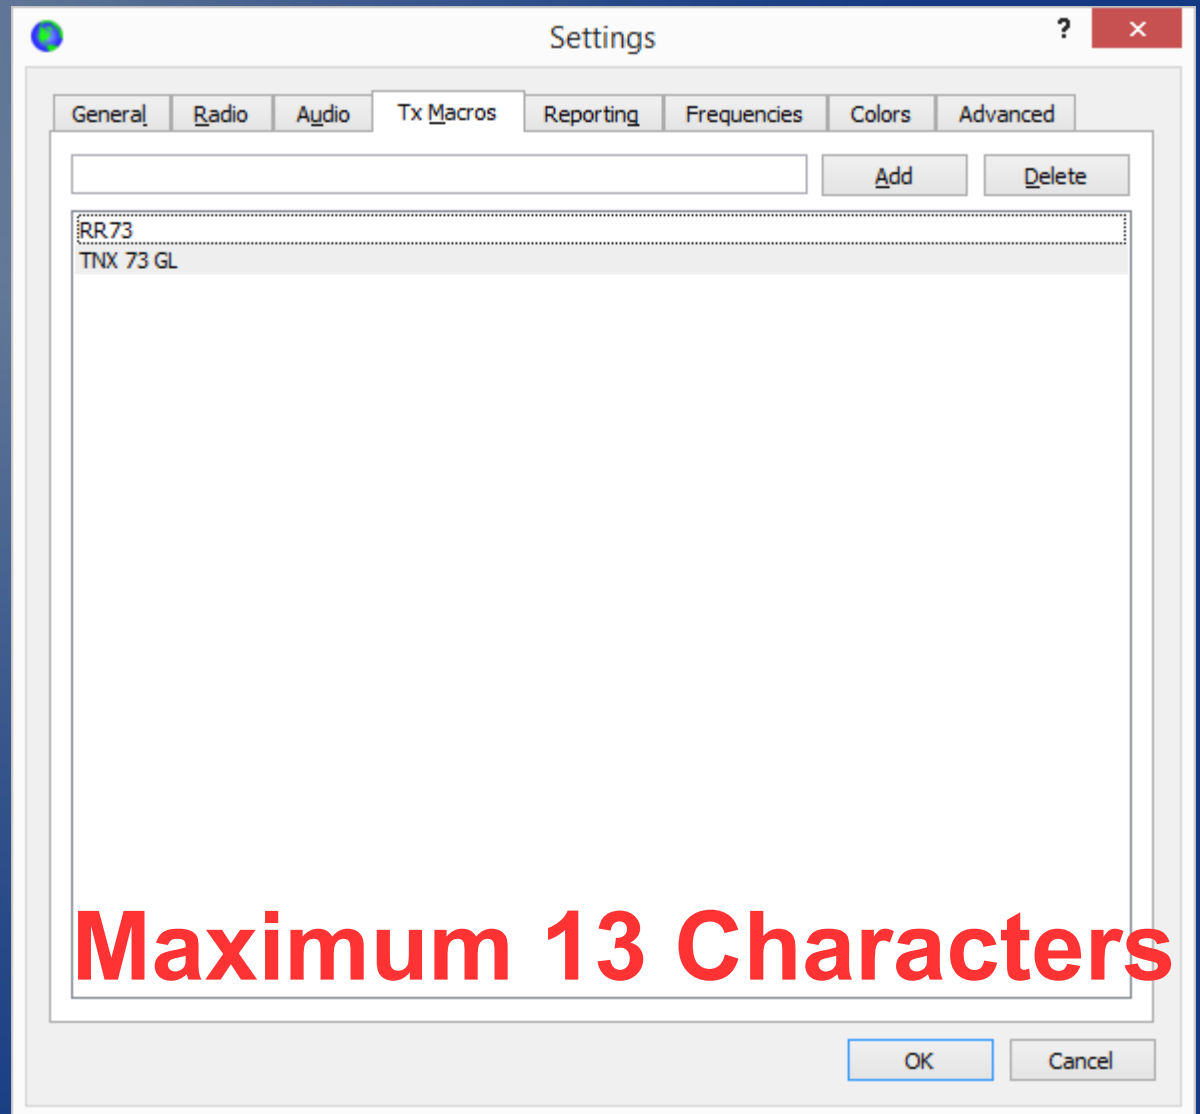 Settings
?
×
General Radio Audio Tx Macros Reporting Frequencies Colors Advanced
Add Delete
RR73
TNX 73 GL
Maximum 13 Characters
OK Cancel